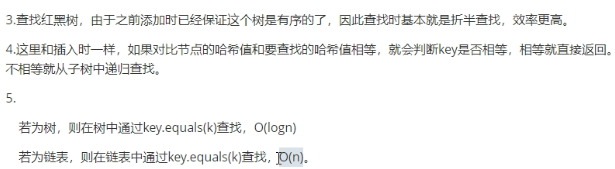 3.查找红黑树，由于之前添加时已经保证这个树是有序的了，因此查找时基本就是折半查找，效率更高。
4.这里和插入时一样，如果对比节点的哈希值和要查找的哈希值相等，就会判断key是否相等，相等就直接返回。
不相等就从子树中递归查找。
5.
若为树，则在树中通过key.equals(k)查找，O(logn)
若为链表，则在链表中通过key.equals(k)查找，O(n)。